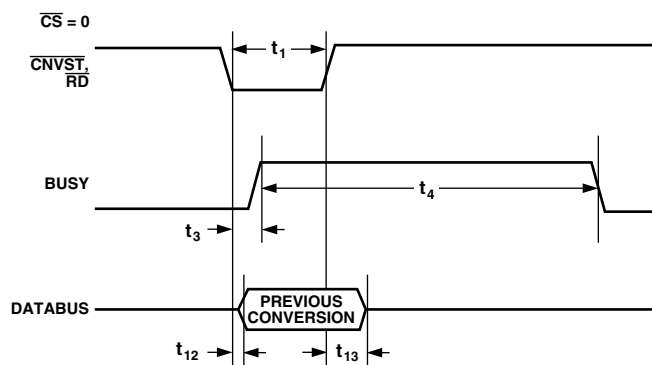 CS = 0
t1
CNVST,
RD
BUSY
t4
t3
DATABUS
PREVIOUS
CONVERSION
t12
t13